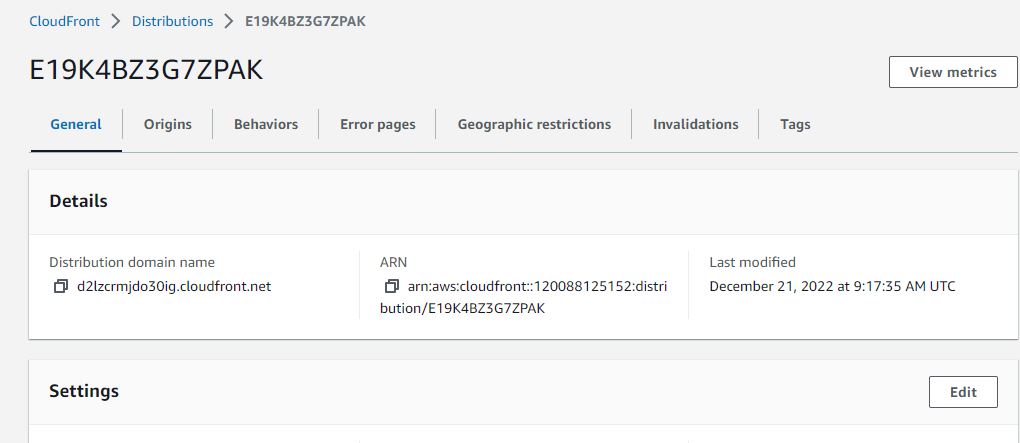 CloudFront > Distributions > E19K4BZ3G7ZPAK
E19K4BZ3G7ZPAK
View metrics
General Origins Behaviors Error pages Geographic restrictions Invalidations Tags
Details
Distribution domain name
d2lzcrmjdo30ig.cloudfront.net
ARN
arn:aws:cloudfront::120088125152:distri
bution/E19K4BZ3G7ZPAK
Last modified
December 21, 2022 at 9:17:35 AM UTC
Settings
Edit